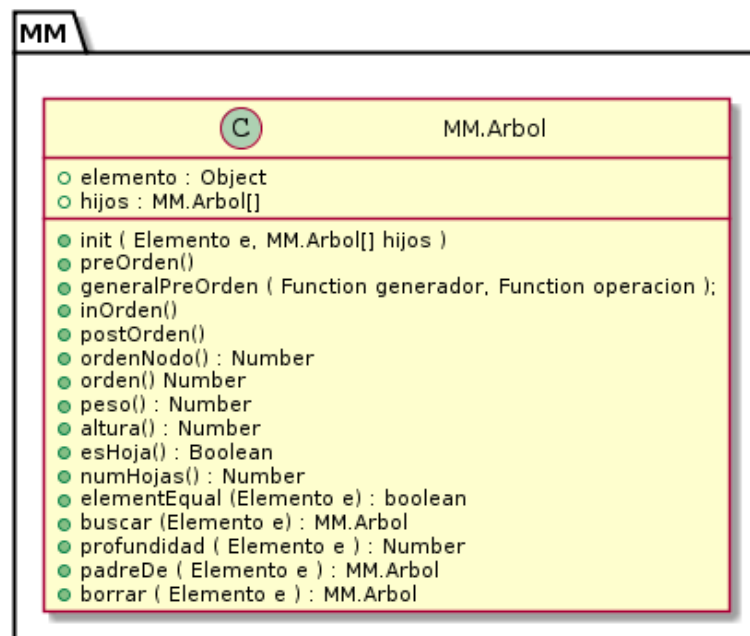 MM
C MM.Arbol
elemento : Object
hijos : MM.Arbol[]
init ( Elemento e, MM.Arbol[] hijos )
preOrden()
generalPreOrden ( Function generador, Function operacion );
inOrden()
postOrden()
ordenNodo() : Number
orden() Number
peso() : Number
altura() : Number
esHoja() : Boolean
numHojas() : Number
elementEqual (Elemento e) : boolean
buscar (Elemento e) : MM.Arbol
profundidad ( Elemento e ) : Number
padreDe ( Elemento e ) : MM.Arbol
borrar ( Elemento e ) : MM.Arbol